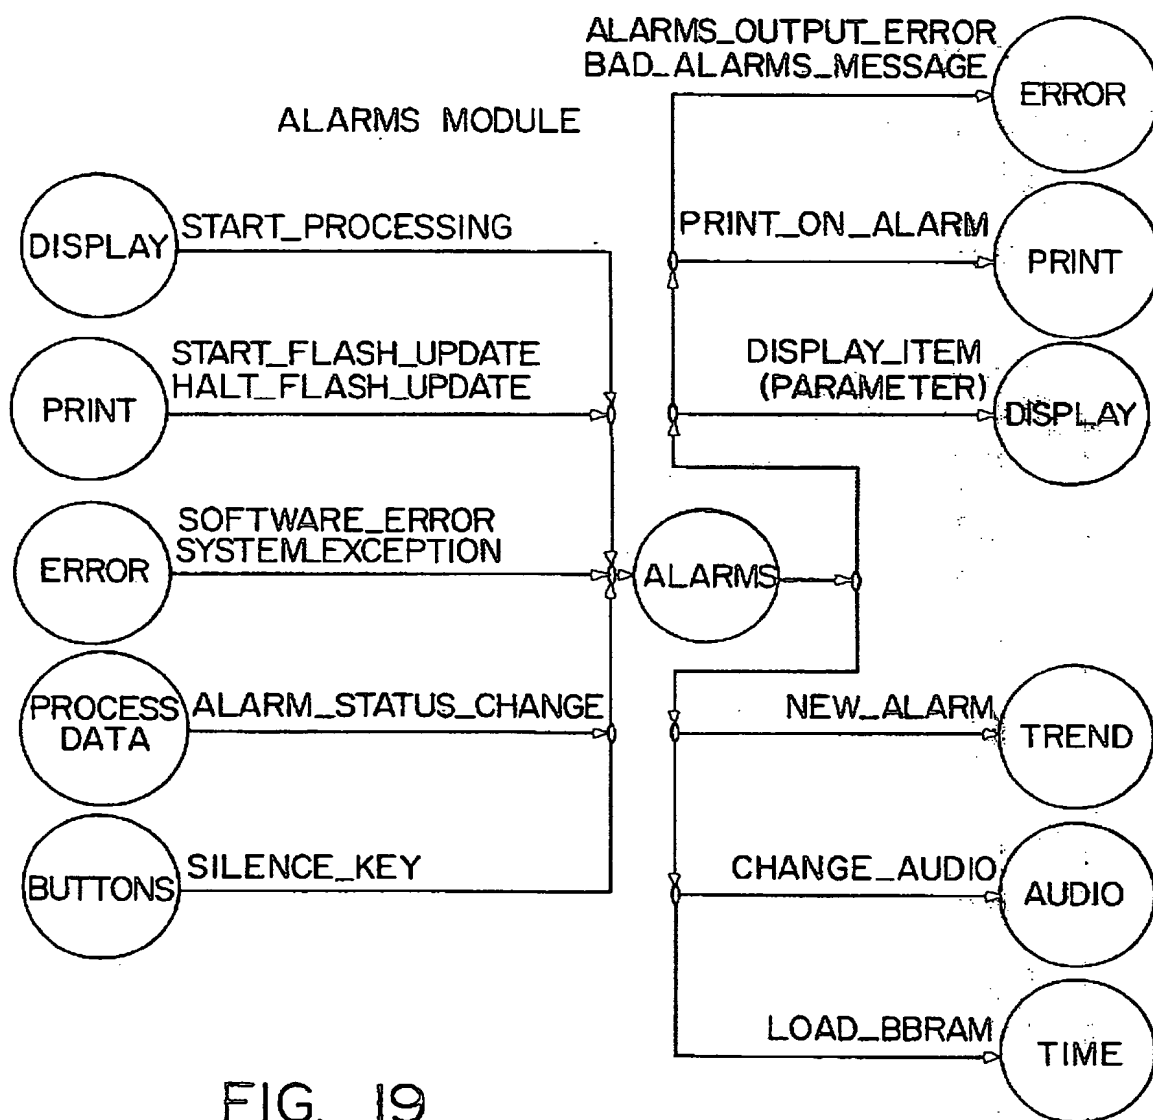 ALARMS MODULE
DISPLAY
START_PROCESSING
PRINT
START_FLASH_UPDATE
HALT_FLASH_UPDATE
ERROR
SOFTWARE_ERROR
SYSTEM_EXCEPTION
PROCESS
DATA
ALARM_STATUS_CHANGE
BUTTONS
SILENCE_KEY
ALARMS
ALARMS_OUTPUT_ERROR
BAD_ALARMS_MESSAGE
ERROR
PRINT_ON_ALARM
PRINT
DISPLAY_ITEM
(PARAMETER)
DISPLAY
NEW_ALARM
TREND
CHANGE_AUDIO
AUDIO
LOAD_BBRAM
TIME
FIG. 19